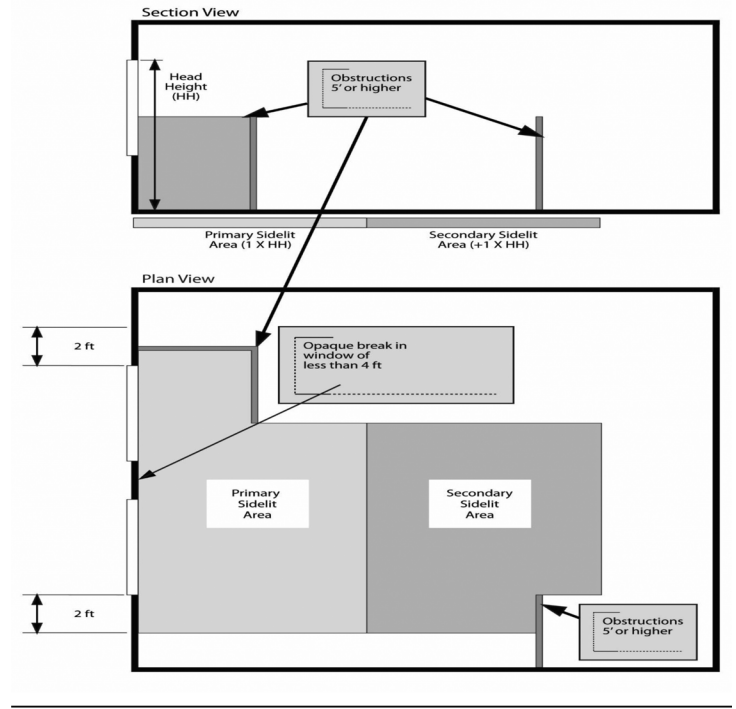 Section View
Head
Height
(HH)
Obstructions
5' or higher
Primary Sidelit
Area (1 X HH)
Secondary Sidelit
Area (+1 X HH)
Plan View
2 ft
Opaque break in
window of
less than 4 ft
Primary
Sidelit
Area
Secondary
Sidelit
Area
2 ft
Obstructions
5' or higher